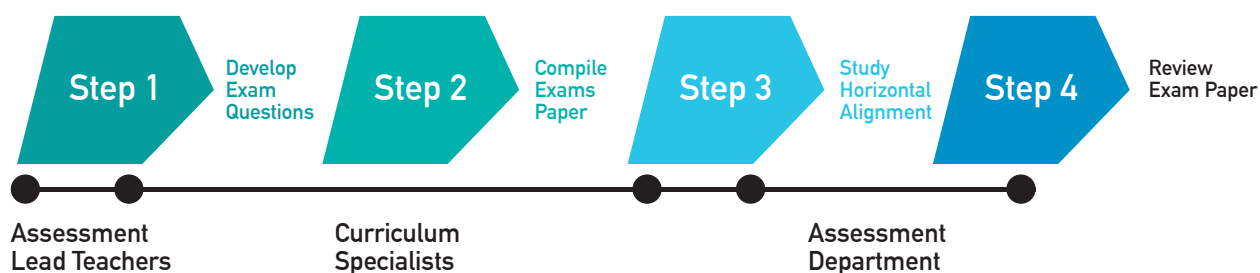 Step 1
Develop
Exam
Questions
Step 2
Compile
Exams
Paper
Step 3
Study
Horizontal
Alignment
Step 4
Review
Exam Paper
Assessment
Lead Teachers
Curriculum
Specialists
Assessment
Department